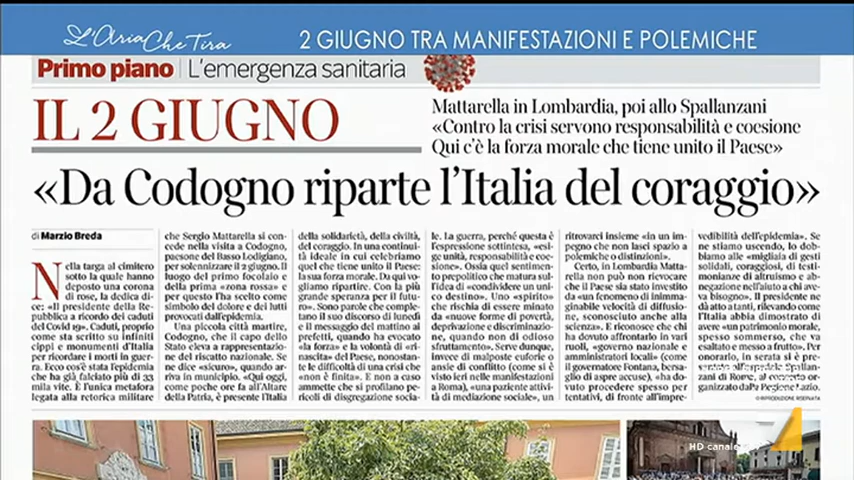 L'Aria Che Tira
2 GIUGNO TRA MANIFESTAZIONI E POLEMICHE
Primo piano | L'emergenza sanitaria
IL 2 GIUGNO
Mattarella in Lombardia, poi allo Spallanzani
«Contro la crisi servono responsabilità e coesione
Qui c'è la forza morale che tiene unito il Paese»
«Da Codogno riparte l'Italia del coraggio»
di Marzio Breda
Nella targa al cimitero
sotto la quale hanno
deposto una corona
di rose, la dedica di-
ce: «Il presidente della Re-
pubblica a ricordo dei caduti
del Covid 19». Caduti, proprio
come sta scritto su infiniti
cippi e monumenti d'Italia
per ricordare i morti in guer-
ra. Ecco cos'è stata l'epidemia
che ha già falciato più di 33
mila vite. È l'unica metafora
legata alla retorica militare
che Sergio Mattarella si con-
cede nella visita a Codogno,
paesone del Basso Lodigiano,
per solennizzare il 2 giugno. Il
luogo del primo focolaio e
della prima «zona rossa» e
per questo l'ha scelto come
simbolo del dolore e dei lutti
provocati dall'epidemia.
Una piccola città martire,
Codogno, che il capo dello
Stato eleva a rappresentazio-
ne del riscatto nazionale. Se
ne dice «sicuro», quando ar-
riva in municipio. «Qui oggi,
come poche ore fa all'Altare
della Patria, è presente l'Italia
della solidarietà, della civiltà,
del coraggio. In una continui-
tà ideale in cui celebriamo
quel che tiene unito il Paese:
la sua forza morale. Da qui vo-
gliamo ripartire. Con la più
grande speranza per il futu-
ro». Sono parole che comple-
tano il suo discorso di lunedì
e il messaggio del mattino ai
prefetti, quando ha evocato
«la forza» e la volontà di «ri-
nascita» del Paese, nonostan-
te le difficoltà di una crisi che
«non è finita». E non a caso
ammette che si profilano pe-
ricoli di disgregazione socia-
le. La guerra, perché questa è
l'espressione sottintesa, «esi-
ge unità, responsabilità e coe-
sione». Ossia quel sentimento
prepolitico che matura sul-
l'idea di «condividere un uni-
co destino». Uno «spirito»
che rischia di essere minato
da «nuove forme di povertà,
deprivazione e discriminazio-
ne, quando non di odioso
sfruttamento». Serve dunque,
invece di malposte euforie o
ansie di conflitto (come si è
visto ieri nelle manifestazioni
a Roma), «una paziente attivi-
tà di mediazione sociale», un
ritrovarci insieme «in un im-
pegno che non lasci spazio a
polemiche o distinzioni».
Certo, in Lombardia Matta-
rella non può non rievocare
che il Paese sia stato investito
da «un fenomeno di inimma-
ginabile velocità di diffusio-
ne, sconosciuto anche alla
scienza». E riconosce che chi
ha dovuto affrontarlo in vari
ruoli, «governo nazionale e
amministratori locali» (come
il governatore Fontana, bersa-
glio di aspre accuse), «ha do-
vuto procedere spesso per
tentativi, di fronte all'impre-
vedibilità dell'epidemia». Se
ne stiamo uscendo, lo dob-
biamo alle «migliaia di gesti
solidali, coraggiosi, di testi-
monianze di altruismo e abne-
gazione nell'aiuto a chi ave-
va bisogno». Il presidente ne
dà atto a tanti, rilevando come
l'Italia abbia dimostrato di
avere «un patrimonio morale,
spesso sommerso, che va
esaltato e messo a frutto». Per
onorarlo, in serata si è pre-
sentato all'ospedale Spallan-
zani di Roma, al concerto
organizzato dalla Regione Lazio.
© RIPRODUZIONE RISERVATA
HD canale
7